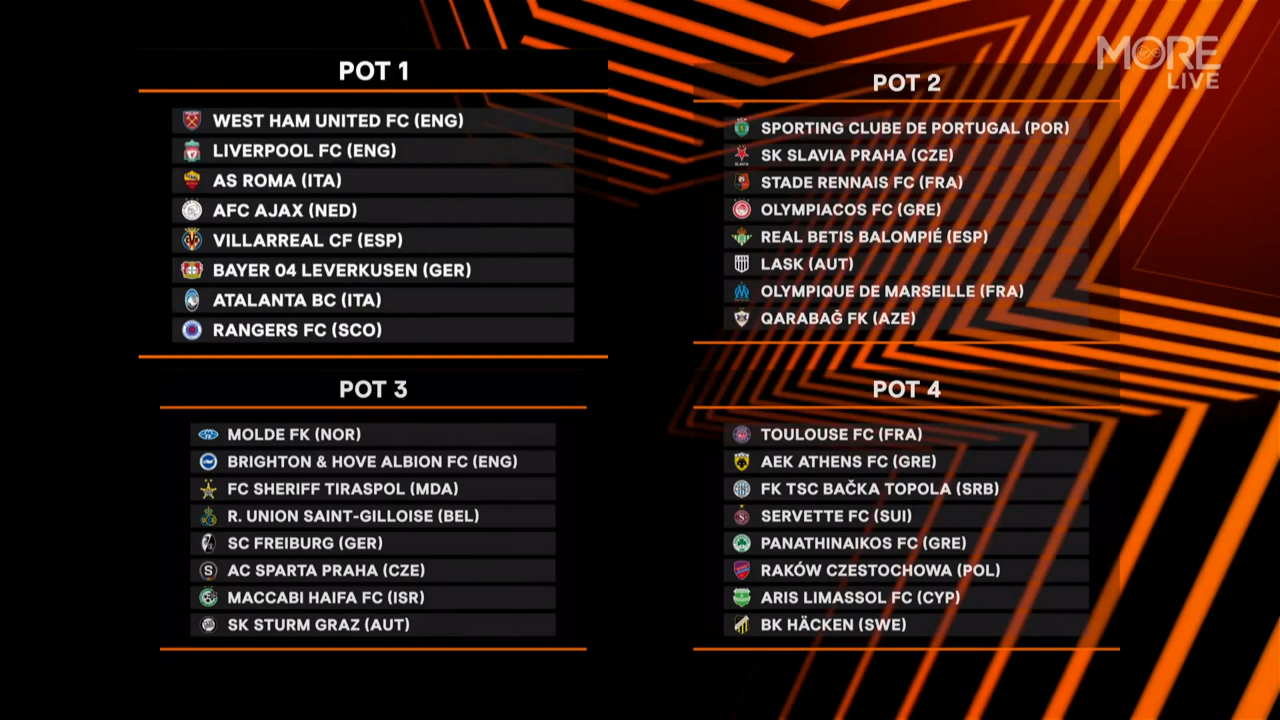 MORE
LIVE
POT 1
WEST HAM UNITED FC (ENG)
LIVERPOOL FC (ENG)
AS ROMA (ITA)
AFC AJAX (NED)
VILLARREAL CF (ESP)
BAYER 04 LEVERKUSEN (GER)
ATALANTA BC (ITA)
RANGERS FC (SCO)
POT 2
SPORTING CLUBE DE PORTUGAL (POR)
SK SLAVIA PRAHA (CZE)
STADE RENNAIS FC (FRA)
OLYMPIACOS FC (GRE)
REAL BETIS BALOMPIÉ (ESP)
LASK (AUT)
OLYMPIQUE DE MARSEILLE (FRA)
QARABAĞ FK (AZE)
POT 3
MOLDE FK (NOR)
BRIGHTON & HOVE ALBION FC (ENG)
FC SHERIFF TIRASPOL (MDA)
R. UNION SAINT-GILLOISE (BEL)
SC FREIBURG (GER)
AC SPARTA PRAHA (CZE)
MACCABI HAIFA FC (ISR)
SK STURM GRAZ (AUT)
POT 4
TOULOUSE FC (FRA)
AEK ATHENS FC (GRE)
FK TSC BAČKA TOPOLA (SRB)
SERVETTE FC (SUI)
PANATHINAIKOS FC (GRE)
RAKÓW CZESTOCHOWA (POL)
ARIS LIMASSOL FC (CYP)
BK HÄCKEN (SWE)